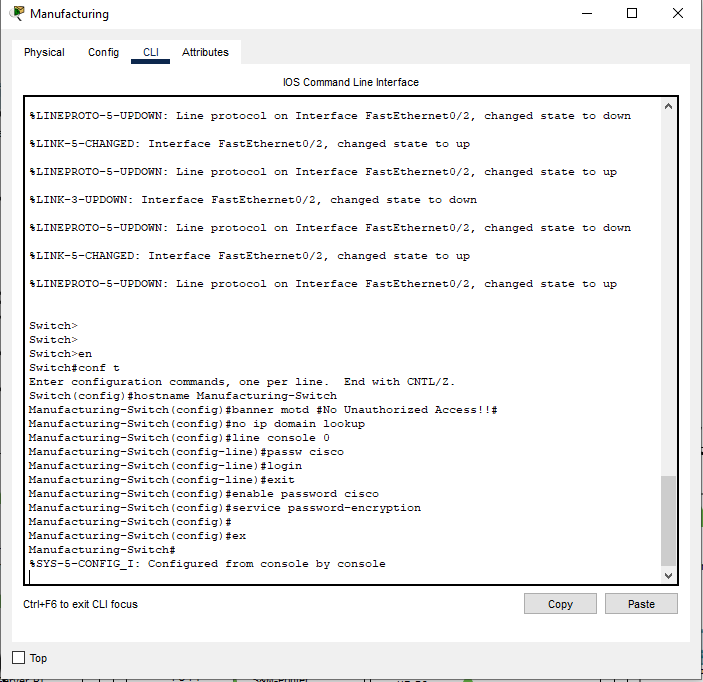 Manufacturing
Physical Config CLI Attributes
IOS Command Line Interface
%LINEPROTO-5-UPDOWN: Line protocol on Interface FastEthernet0/2, changed state to down
%LINK-5-CHANGED: Interface FastEthernet0/2, changed state to up
%LINEPROTO-5-UPDOWN: Line protocol on Interface FastEthernet0/2, changed state to up
%LINK-3-UPDOWN: Interface FastEthernet0/2, changed state to down
%LINEPROTO-5-UPDOWN: Line protocol on Interface FastEthernet0/2, changed state to down
%LINK-5-CHANGED: Interface FastEthernet0/2, changed state to up
%LINEPROTO-5-UPDOWN: Line protocol on Interface FastEthernet0/2, changed state to up
Switch>
Switch>
Switch>en
Switch#conf t
Enter configuration commands, one per line.  End with CNTL/Z.
Switch(config)#hostname Manufacturing-Switch
Manufacturing-Switch(config)#banner motd #No Unauthorized Access!!#
Manufacturing-Switch(config)#no ip domain lookup
Manufacturing-Switch(config)#line console 0
Manufacturing-Switch(config-line)#passw cisco
Manufacturing-Switch(config-line)#login
Manufacturing-Switch(config-line)#exit
Manufacturing-Switch(config)#enable password cisco
Manufacturing-Switch(config)#service password-encryption
Manufacturing-Switch(config)#
Manufacturing-Switch(config)#ex
Manufacturing-Switch#
%SYS-5-CONFIG_I: Configured from console by console
Ctrl+F6 to exit CLI focus
Copy Paste
Top